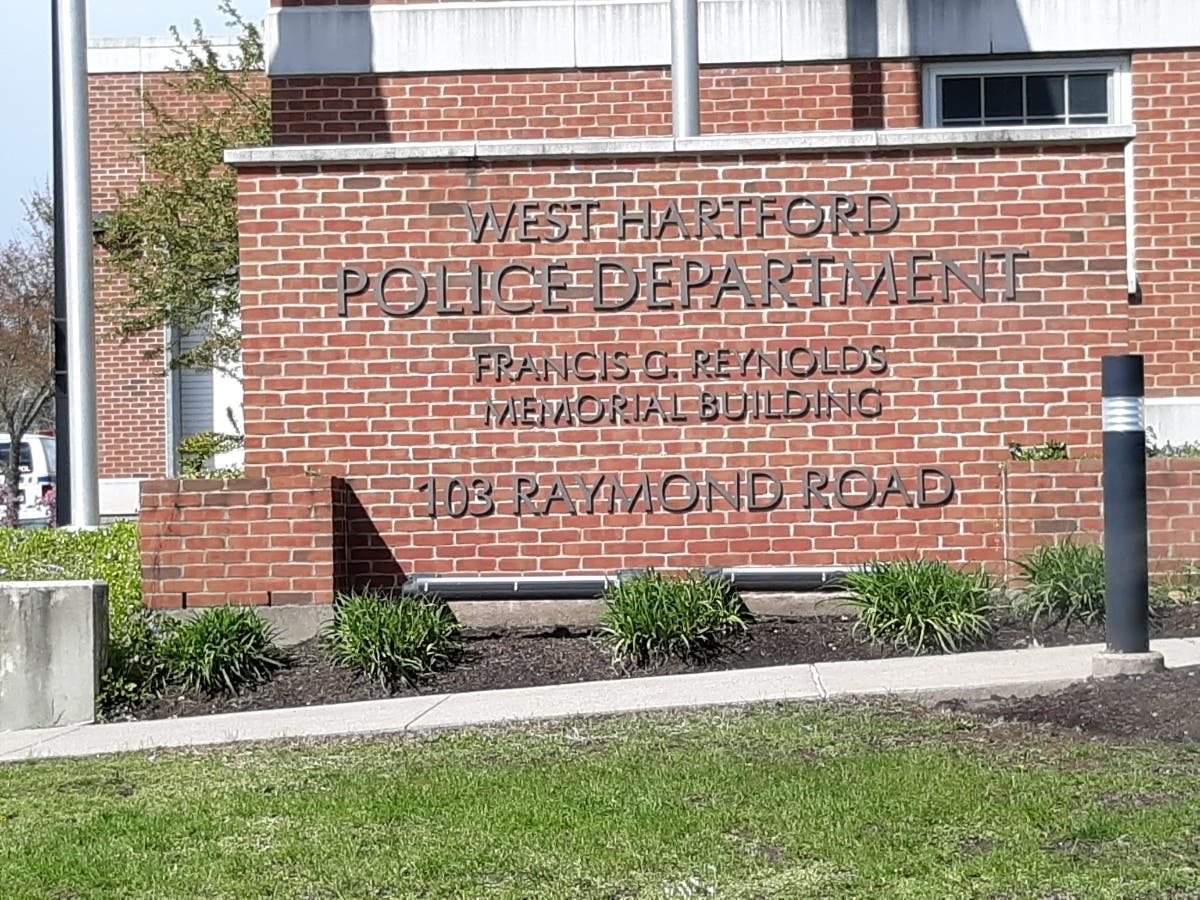 WEST HARTFORD
POLICE DEPARTMENT
FRANCIS G. REYNOLDS
MEMORIAL BUILDING
103 RAYMOND ROAD